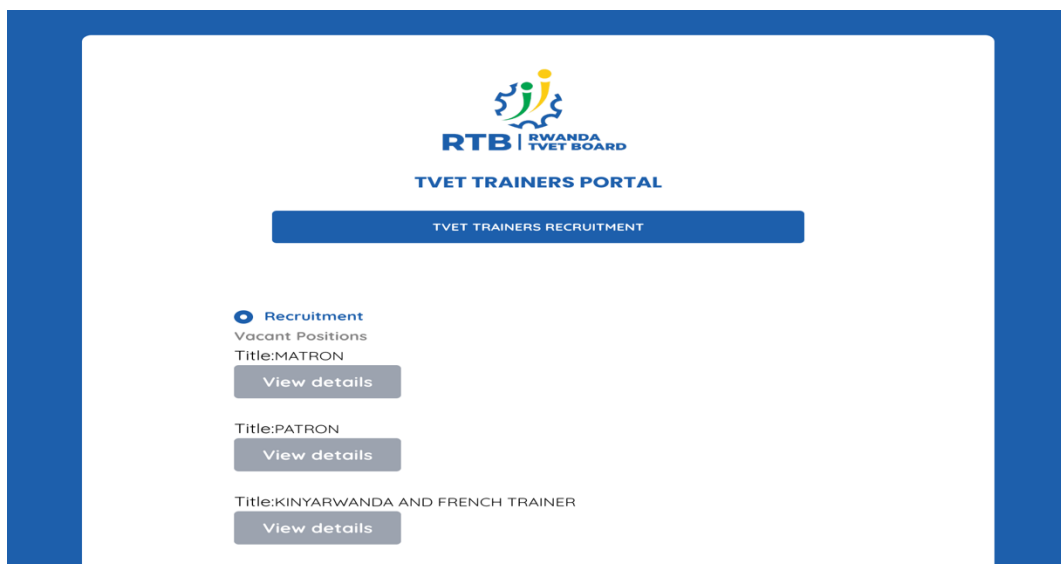 RTB | RWANDA
TVET BOARD
TVET TRAINERS PORTAL
TVET TRAINERS RECRUITMENT
Recruitment
Vacant Positions
Title:MATRON
View details
Title:PATRON
View details
Title:KINYARWANDA AND FRENCH TRAINER
View details